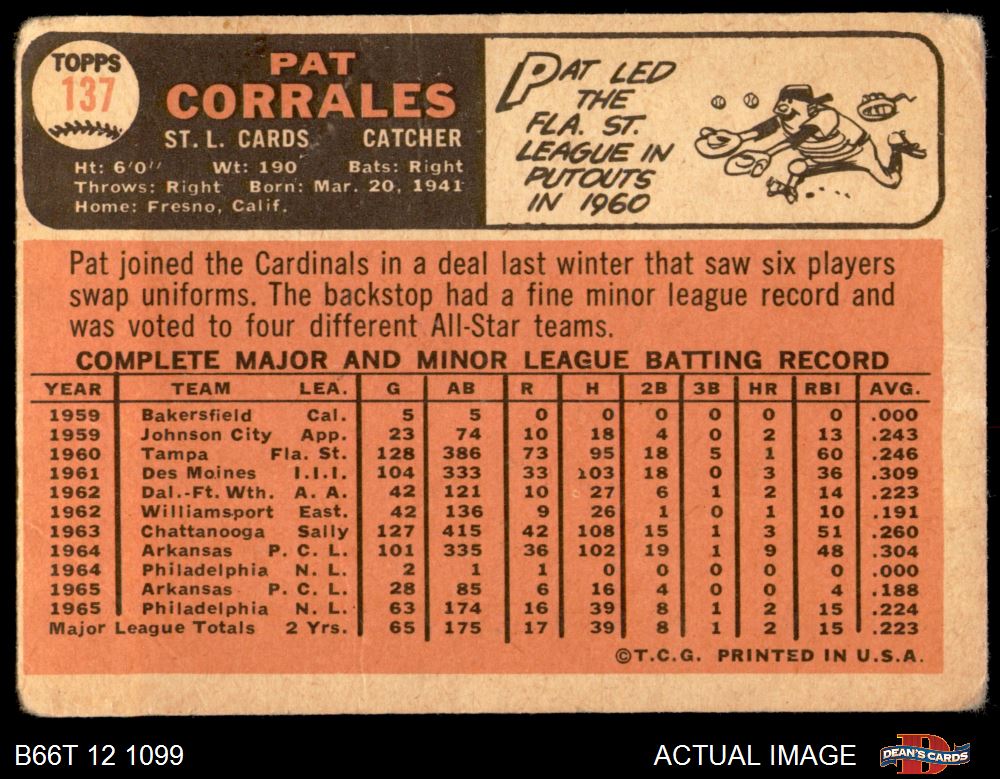 TOPPS
137
PAT
CORRALES
ST. L. CARDS CATCHER
Ht: 6'0" Wt: 190 Bats: Right
Throws: Right Born: Mar. 20, 1941
Home: Fresno, Calif.
PAT LED
THE
FLA. ST.
LEAGUE IN
PUTOUTS
IN 1960
Pat joined the Cardinals in a deal last winter that saw six players
swap uniforms. The backstop had a fine minor league record and
was voted to four different All-Star teams.
COMPLETE MAJOR AND MINOR LEAGUE BATTING RECORD
YEAR TEAM LEA. G AB R H 2B 3B HR RBI AVG.
1959 Bakersfield Cal. 5 5 0 0 0 0 0 0 .000
1959 Johnson City App. 23 74 10 18 4 0 2 13 .243
1960 Tampa Fla. St. 128 386 73 95 18 5 1 60 .246
1961 Des Moines I.I.I. 104 333 33 103 18 0 3 36 .309
1962 Dal.-Ft. Wth. A. A. 42 121 10 27 6 1 2 14 .223
1962 Williamsport East. 42 136 9 26 1 0 1 10 .191
1963 Chattanooga Sally 127 415 42 108 15 1 3 51 .260
1964 Arkansas P. C. L. 101 335 36 102 19 1 9 48 .304
1964 Philadelphia N. L. 2 1 1 0 0 0 0 0 .000
1965 Arkansas P. C. L. 28 85 6 16 4 0 0 4 .188
1965 Philadelphia N. L. 63 174 16 39 8 1 2 15 .224
Major League Totals 2 Yrs. 65 175 17 39 8 1 2 15 .223
©T.C.G. PRINTED IN U.S.A.
B66T 12 1099 ACTUAL IMAGE
DEAN'S CARDS